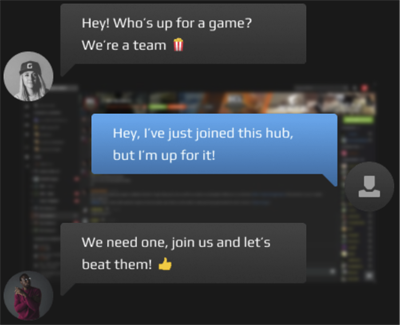 Hey! Who's up for a game?
We're a team 🍿
Hey, I've just joined this hub,
but I'm up for it!
We need one, join us and let's
beat them! 👍